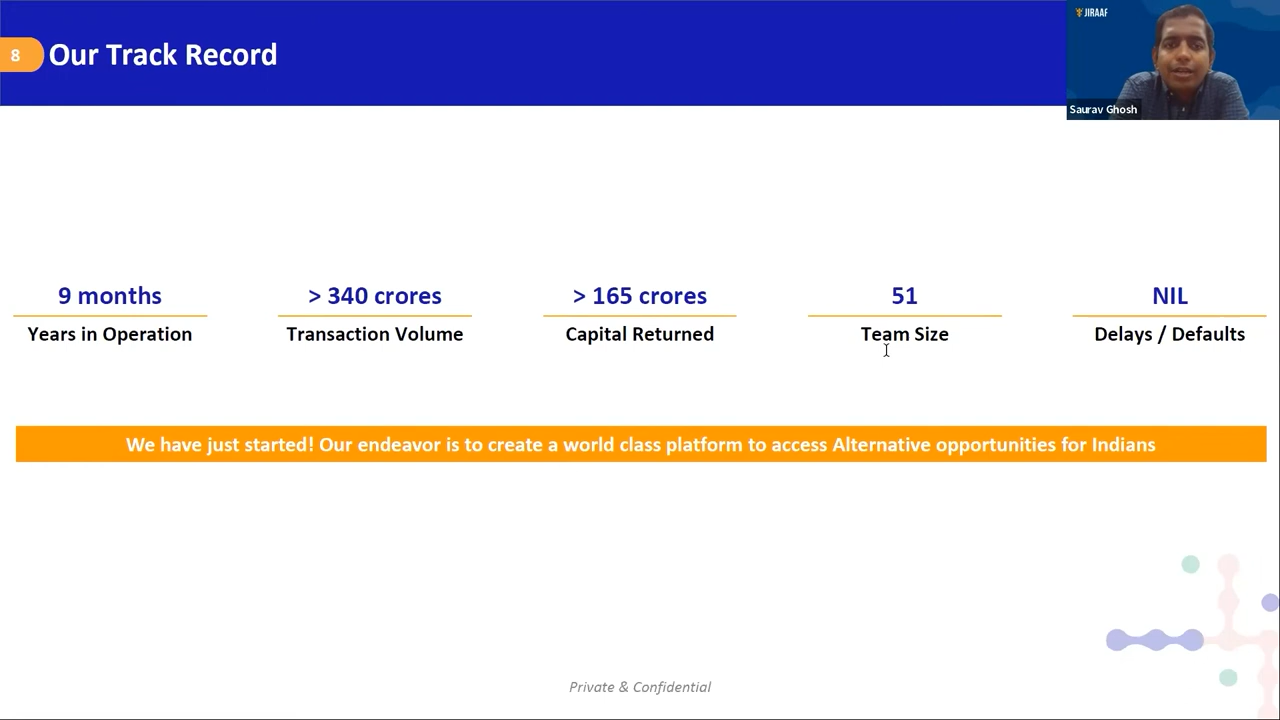 8
Our Track Record
JIRAAF
Saurav Ghosh
9 months
Years in Operation
> 340 crores
Transaction Volume
> 165 crores
Capital Returned
51
Team Size
NIL
Delays / Defaults
We have just started! Our endeavor is to create a world class platform to access Alternative opportunities for Indians
Private & Confidential